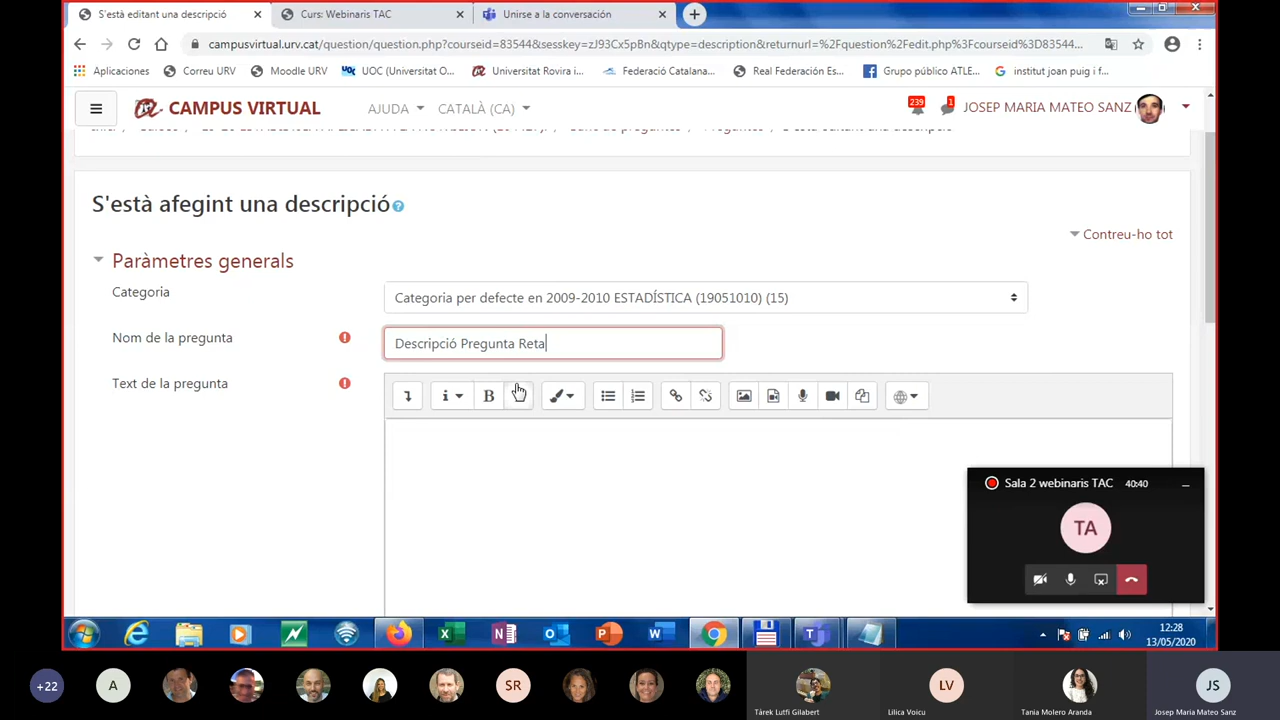 S'està editant una descripció
Curs: Webinaris TAC
Unirse a la conversación
campusvirtual.urv.cat/question/question.php?courseid=83544&sesskey=zJ93Cx5pBn&qtype=description&returnurl=%2Fquestion%2Fedit.php%3Fcourseid%3D83544...
Aplicaciones
Correu URV
Moodle URV
UOC UOC (Universitat O...
Universitat Rovira i...
Federació Catalana...
Real Federación Es...
Grupo público ATLE...
institut joan puig i f...
CAMPUS VIRTUAL
AJUDA
CATALÀ (CA)
239
1
JOSEP MARIA MATEO SANZ
S'està afegint una descripció
Contreu-ho tot
Paràmetres generals
Categoria
Categoria per defecte en 2009-2010 ESTADÍSTICA (19051010) (15)
Nom de la pregunta
Descripció Pregunta Reta
Text de la pregunta
B
Sala 2 webinaris TAC 40:40
TA
12:28
13/05/2020
+22
A
SR
LV
JS
Tárek Lutfi Gilabert
Lilica Voicu
Tania Molero Aranda
Josep Maria Mateo Sanz